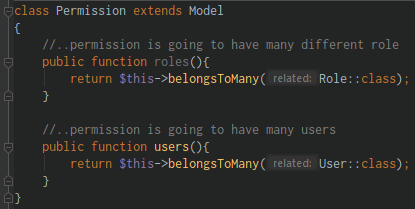 class Permission extends Model
{
//..permission is going to have many different role
public function roles(){
return $this->belongsToMany( related: Role::class);
}
//..permission is going to have many users
public function users(){
return $this->belongsToMany( related: User::class);
}
}